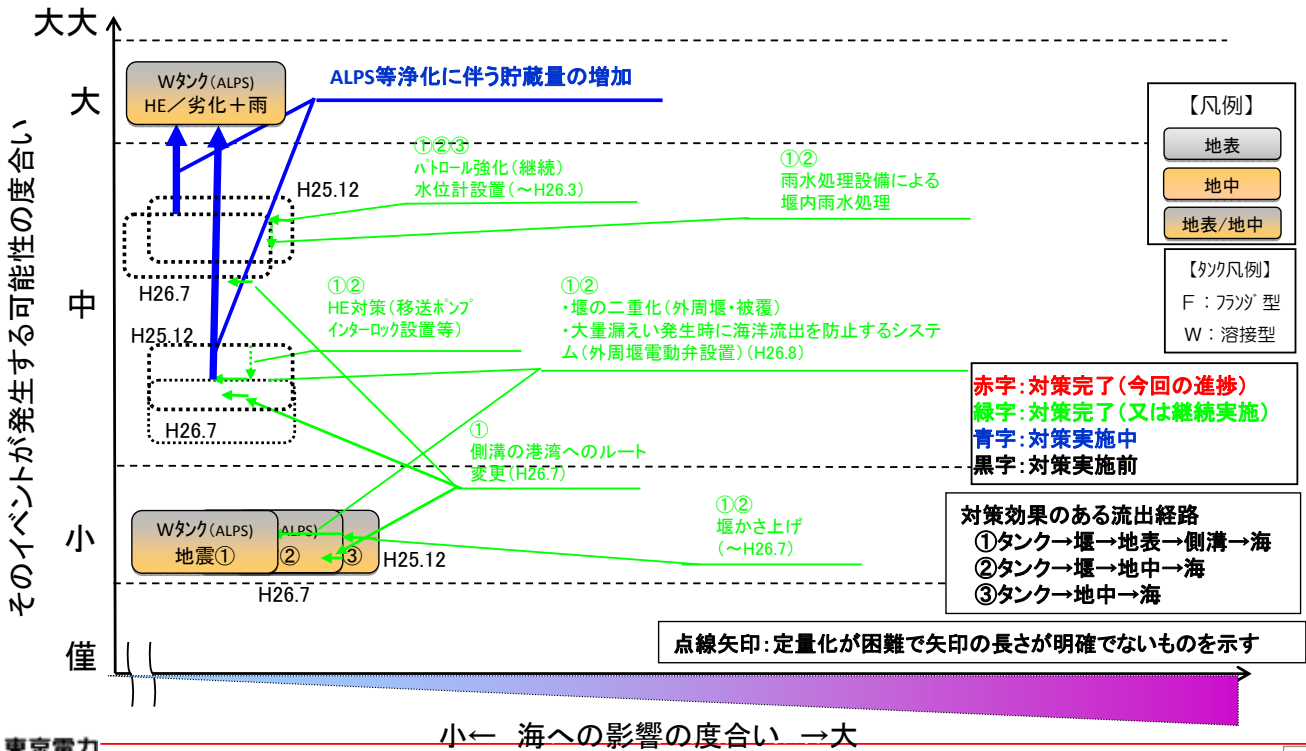 そのイベントが発生する可能性の度合い
大大
大
中
小
僅
Wタンク(ALPS)
HE/劣化+雨
ALPS等浄化に伴う貯蔵量の増加
①②③
パトロール強化(継続)
水位計設置(~H26.3)
①②
雨水処理設備による
堰内雨水処理
H25.12
H26.7
①②
HE対策(移送ポンプ
インターロック設置等)
①②
・堰の二重化(外周堰・被覆)
・大量漏えい発生時に海洋流出を防止するシステ
ム(外周堰電動弁設置)(H26.8)
H25.12
H26.7
①
側溝の港湾へのルート
変更(H26.7)
①②
堰かさ上げ
(~H26.7)
Wタンク(ALPS)
地震①
ALPS)
②
③
H25.12
H26.7
【凡例】
地表
地中
地表/地中
【タンク凡例】
F:フランジ型
W:溶接型
赤字:対策完了(今回の進捗)
緑字:対策完了(又は継続実施)
青字:対策実施中
黒字:対策実施前
対策効果のある流出経路
①タンク→堰→地表→側溝→海
②タンク→堰→地中→海
③タンク→地中→海
点線矢印:定量化が困難で矢印の長さが明確でないものを示す
小← 海への影響の度合い →大
東京電力